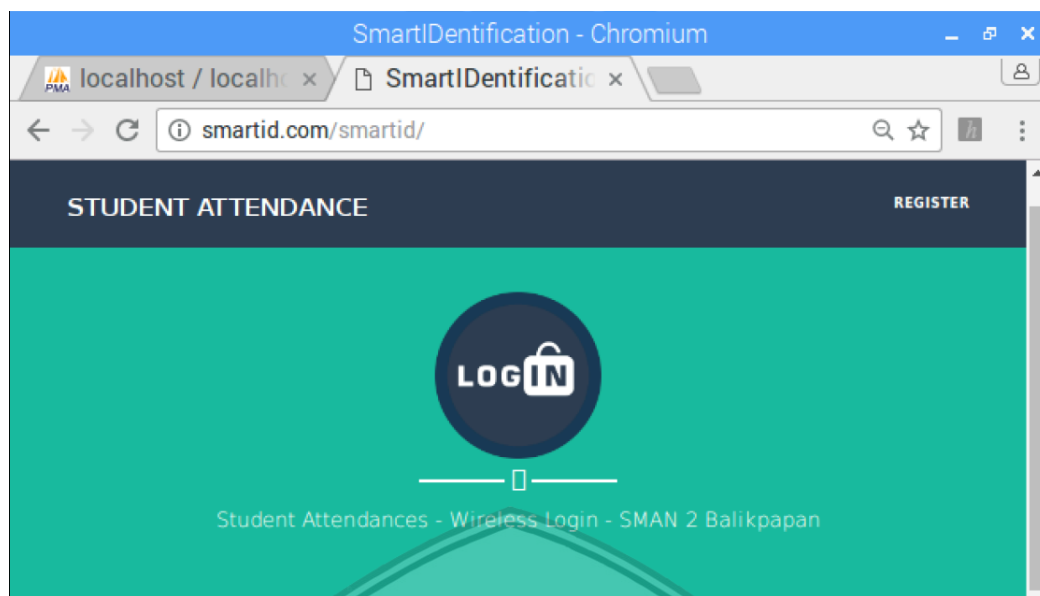 SmartIDentification - Chromium
PMA localhost / localhc
SmartIDentificatic
smartid.com/smartid/
h
STUDENT ATTENDANCE
REGISTER
LOGIN
Student Attendances - Wireless Login - SMAN 2 Balikpapan